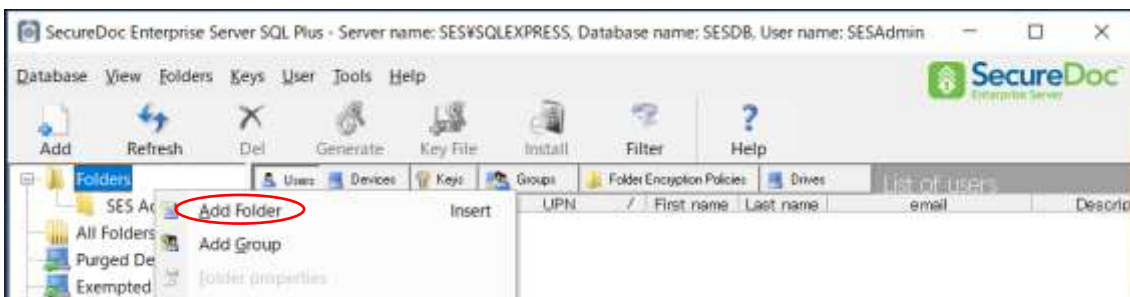 SecureDoc Enterprise Server SQL Plus - Server name: SES¥SQLEXPRESS, Database name: SESDB, User name: SESAdmin
Database View Folders Keys User Tools Help
SecureDoc
Enterprise Server
Add Refresh Del Generate Key File Install Filter Help
Folders Users Devices Keys Groups Folder Encryption Policies Drives List of users
SES Add Folder Insert UPN / First name Last name email Descrip
All Folders Add Group
Purged De Folder properties
Exempted